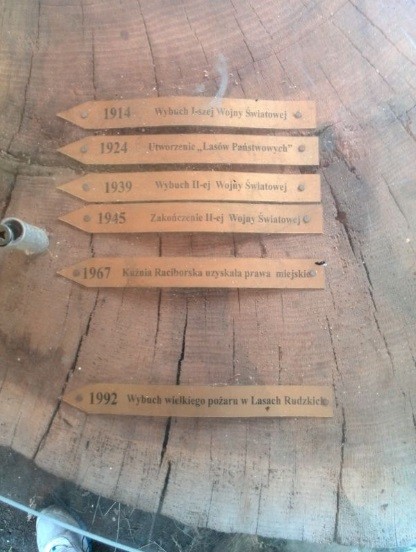 1914 Wybuch I-szej Wojny Światowej
1924 Utworzenie „Lasów Państwowych"
1939 Wybuch II-ej Wojny Światowej
1945 Zakończenie II-ej Wojny Światowej
1967 Kuźnia Raciborska uzyskała prawa miejskie
1992 Wybuch wielkiego pożaru w Lasach Rudzkich